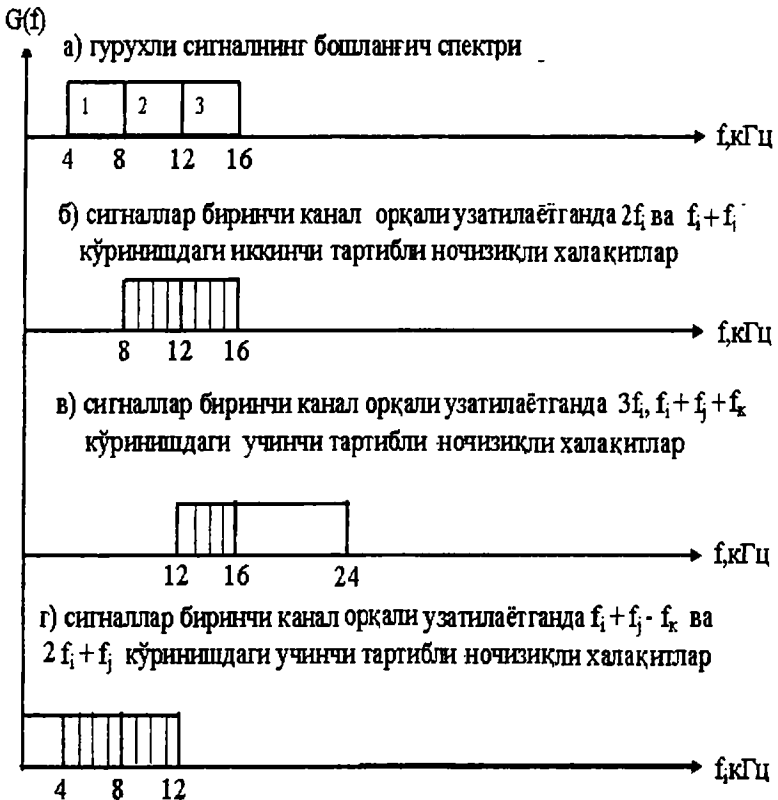 G(f)
а) гурухли сигналнинг бошланғич спектри
1 2 3
f,кГц
4 8 12 16
б) сигналлар биринчи канал орқали узатилаётганда 2fᵢ ва fᵢ + fⱼ
кўринишдаги иккинчи тартибли ночизиқли халақитлар
f,кГц
8 12 16
в) сигналлар биринчи канал орқали узатилаётганда 3fᵢ, fᵢ + fⱼ + fₖ
кўринишдаги учинчи тартибли ночизиқли халақитлар
f,кГц
12 16 24
г) сигналлар биринчи канал орқали узатилаётганда fᵢ + fⱼ - fₖ ва
2 fᵢ + fⱼ кўринишдаги учинчи тартибли ночизиқли халақитлар
f,кГц
4 8 12